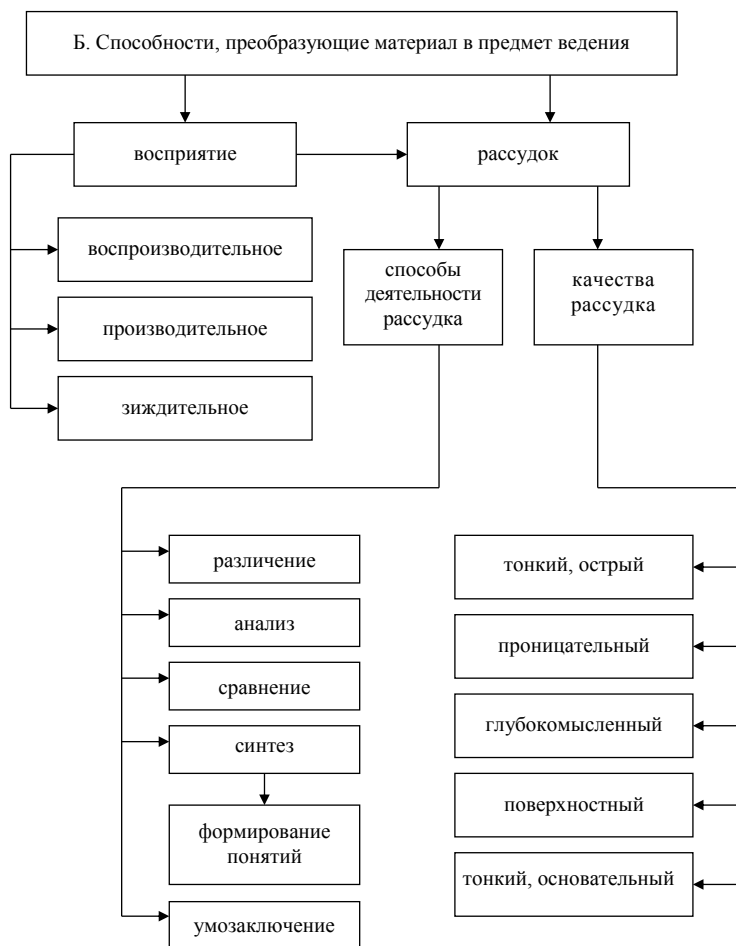 Б. Способности, преобразующие материал в предмет ведения
восприятие
рассудок
воспроизводительное
производительное
зиждительное
способы
деятельности
рассудка
качества
рассудка
различение
анализ
сравнение
синтез
формирование
понятий
умозаключение
тонкий, острый
проницательный
глубокомысленный
поверхностный
тонкий, основательный